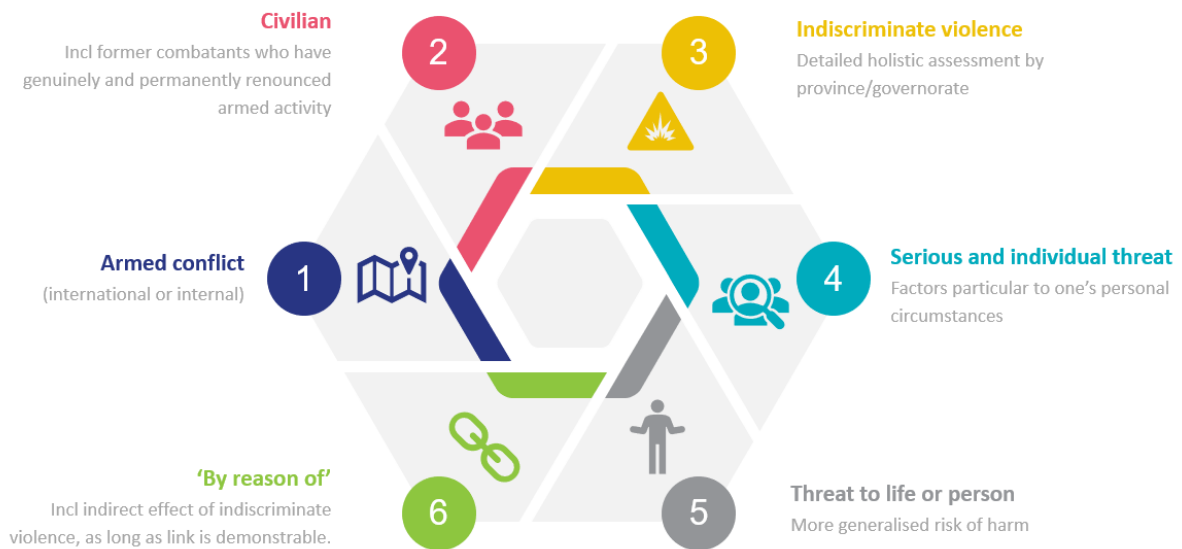 1
Armed conflict
(international or internal)
2
Civilian
Incl former combatants who have
genuinely and permanently renounced
armed activity
3
Indiscriminate violence
Detailed holistic assessment by
province/governorate
4
Serious and individual threat
Factors particular to one’s personal
circumstances
5
Threat to life or person
More generalised risk of harm
6
‘By reason of’
Incl indirect effect of indiscriminate
violence, as long as link is demonstrable.